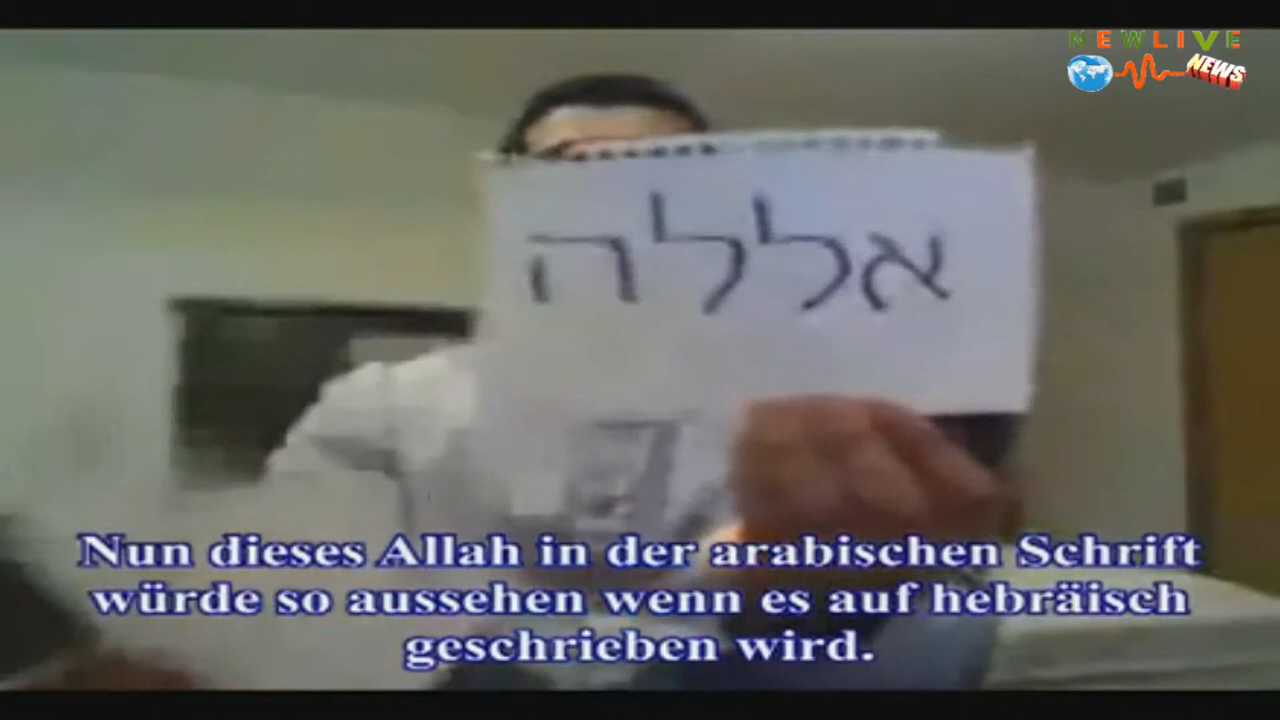 NEWLIVE
NEWS
אללה
Nun dieses Allah in der arabischen Schrift
würde so aussehen wenn es auf hebräisch
geschrieben wird.